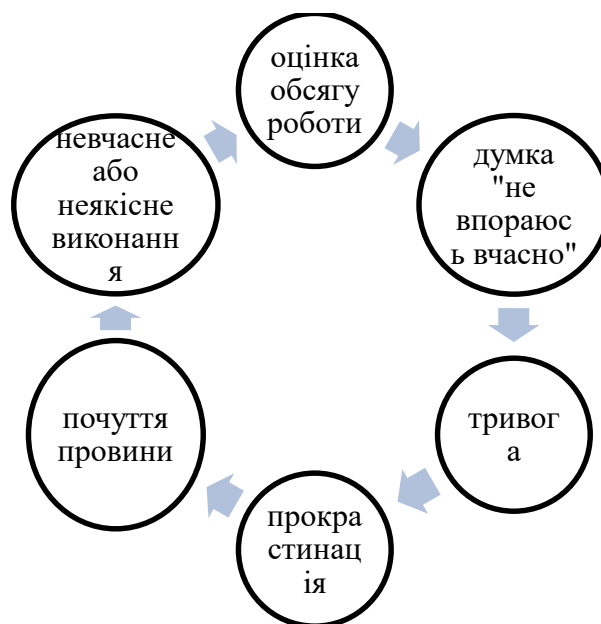 оцінка
обсягу
роботи
думка
"не
впораюс
ь вчасно"
тривог
а
прокра
стинац
ія
почуття
провини
невчасне
або
неякісне
виконанн
я